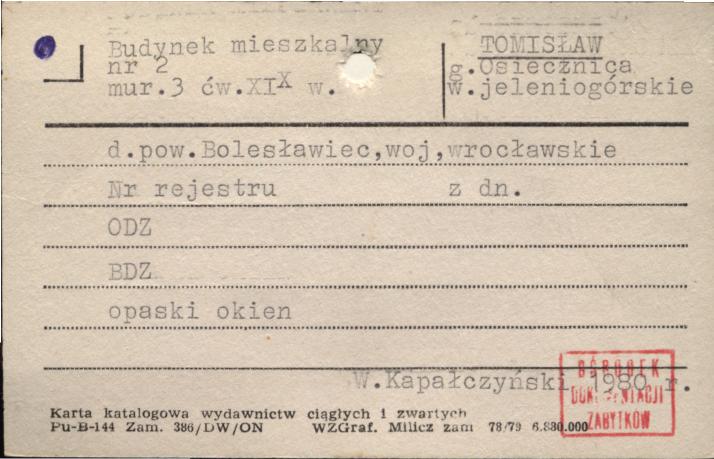 Budynek mieszkalny
nr 2
mur.3 ćw.XIX w.
TOMISŁAW
g.Osiecznica
w.jeleniogórskie
d.pow.Bolesławiec,woj,wrocławskie
Nr rejestru z dn.
ODZ
BDZ
opaski okien
W.Kapałczyński 1980 r.
OŚRODEK
DOKUMENTACJI
ZABYTKÓW
Karta katalogowa wydawnictw ciągłych i zwartych
Pu-B-144 Zam. 386/DW/ON WZGraf. Milicz zam 78/79 6.880.000